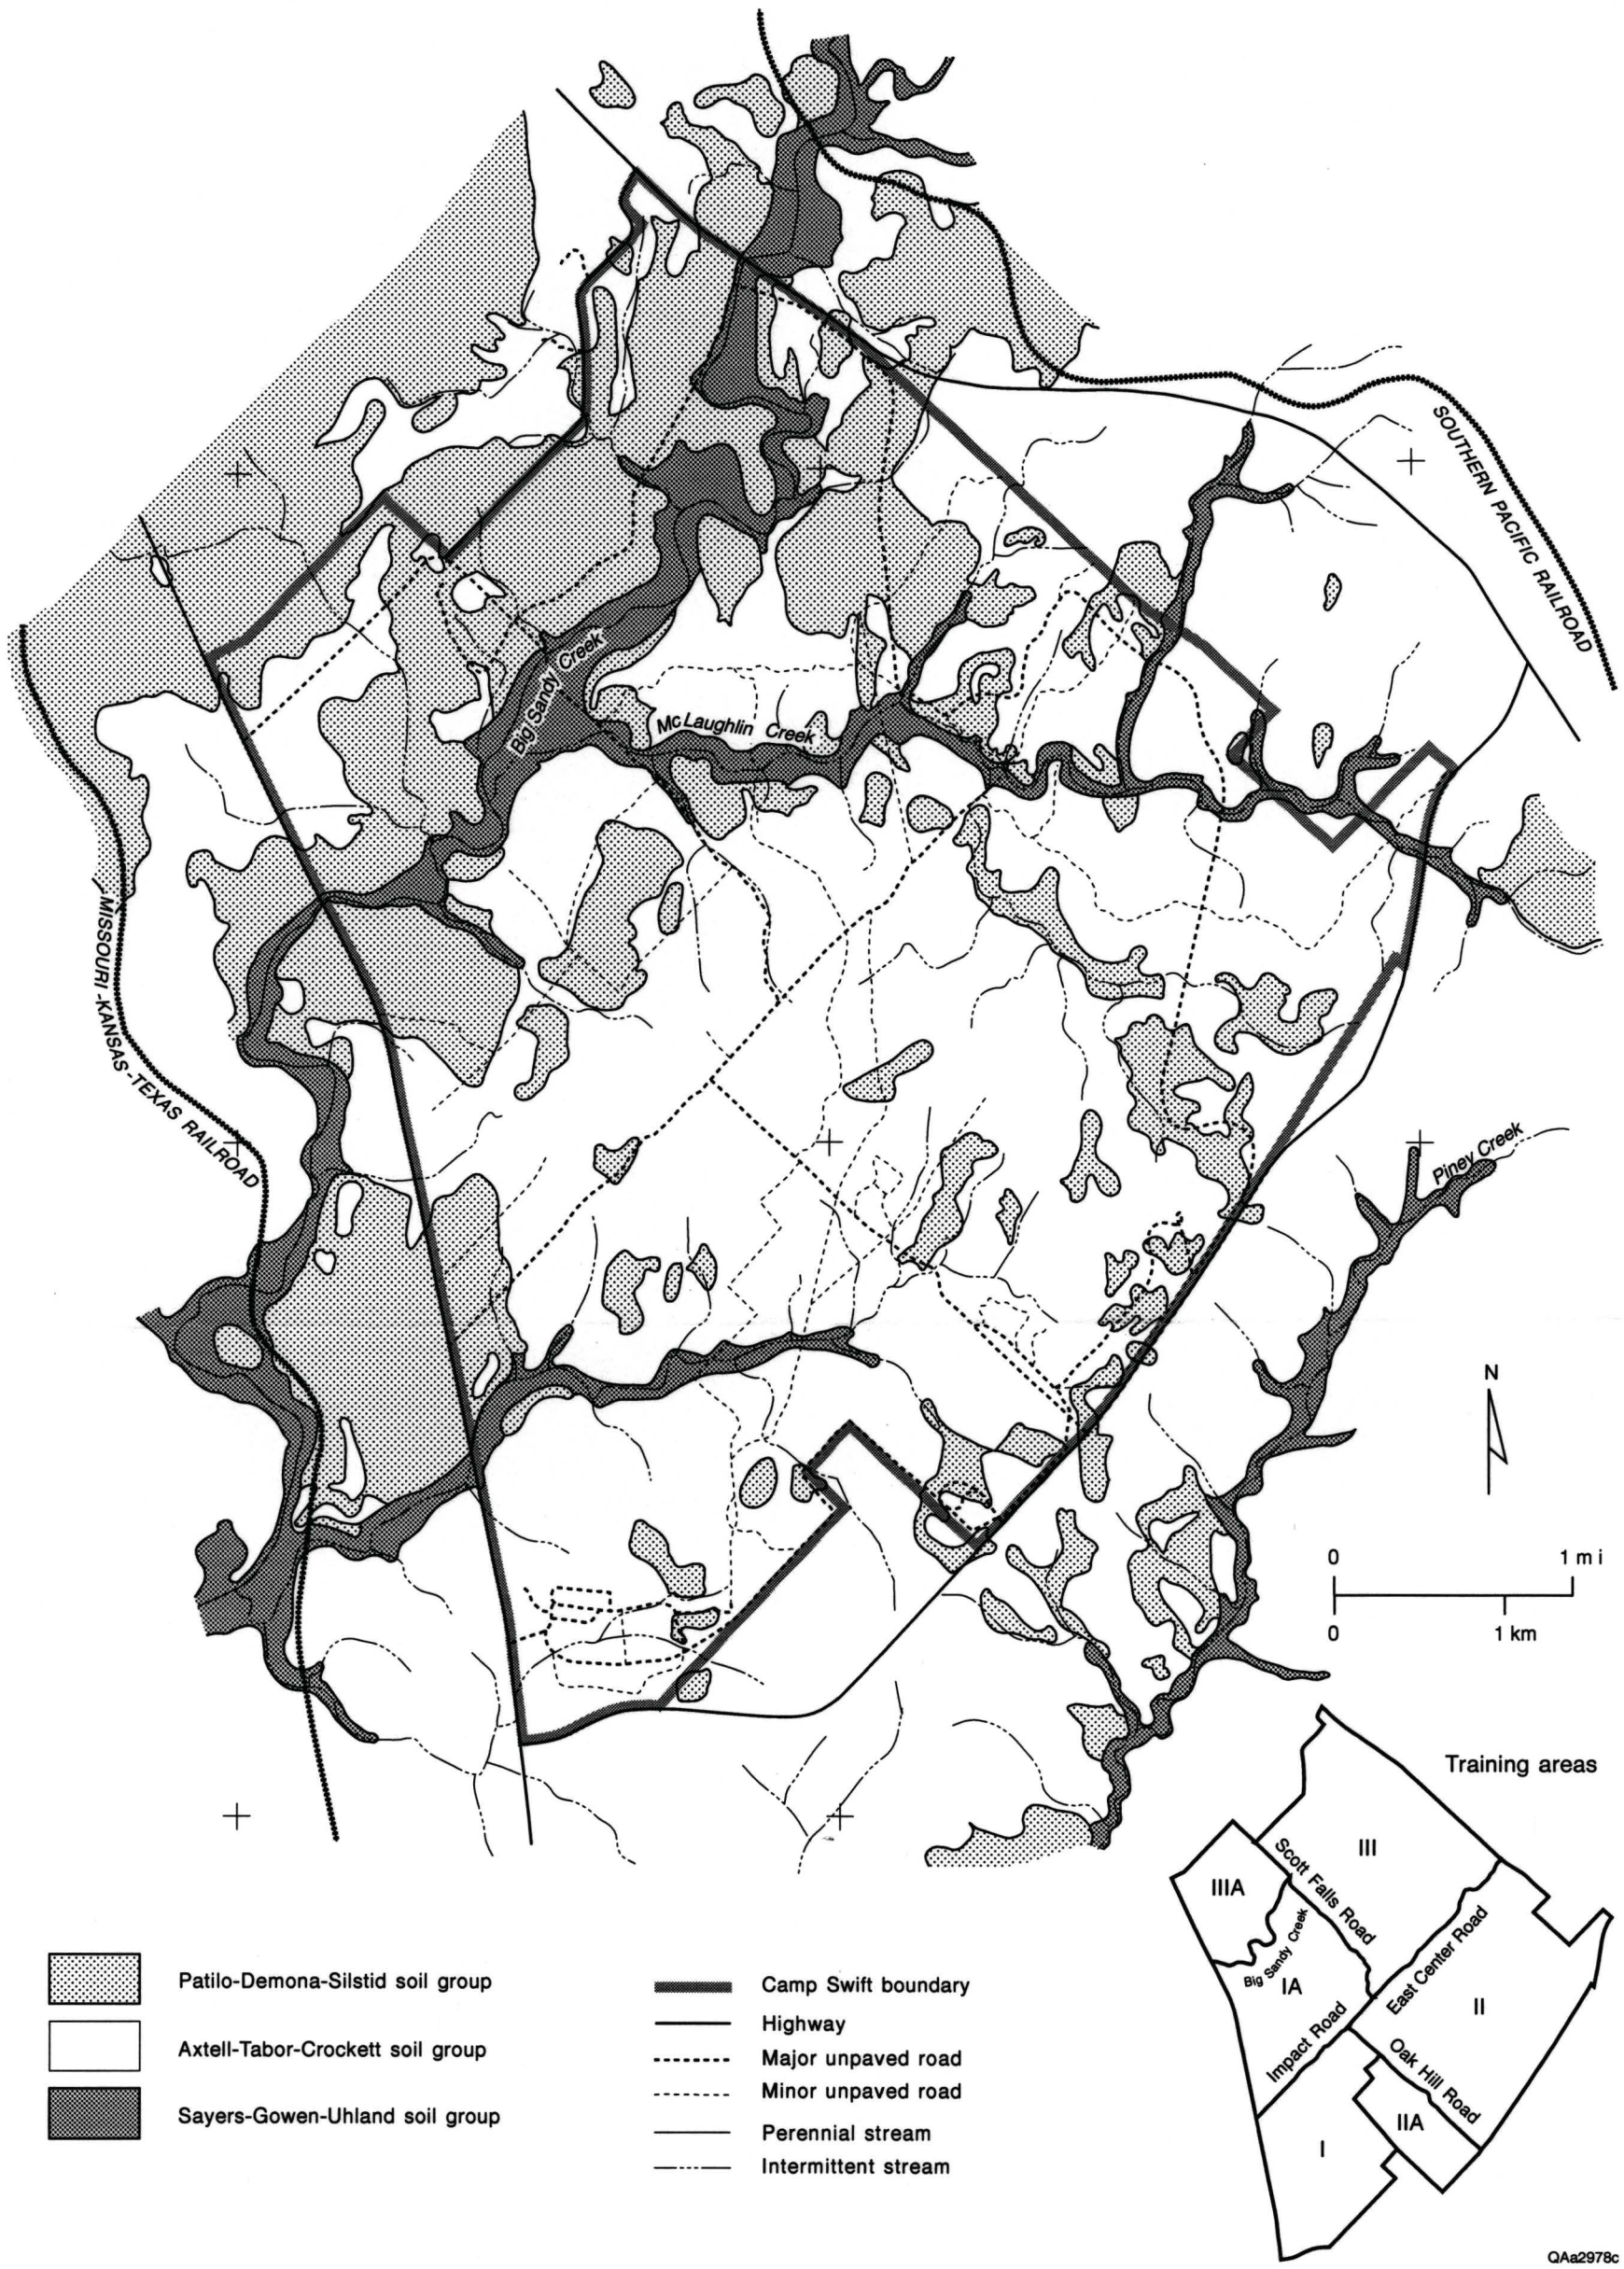 SOUTHERN PACIFIC RAILROAD
Big Sandy Creek
McLaughlin Creek
MISSOURI-KANSAS-TEXAS RAILROAD
Piney Creek
N
0 1 mi
0 1 km
Training areas
III
Scott Falls Road
IIIA
Big Sandy Creek
IA
East Center Road
II
Impact Road
Oak Hill Road
IIA
I
Patilo-Demona-Silstid soil group
Axtell-Tabor-Crockett soil group
Sayers-Gowen-Uhland soil group
Camp Swift boundary
Highway
Major unpaved road
Minor unpaved road
Perennial stream
Intermittent stream
QAa2978c